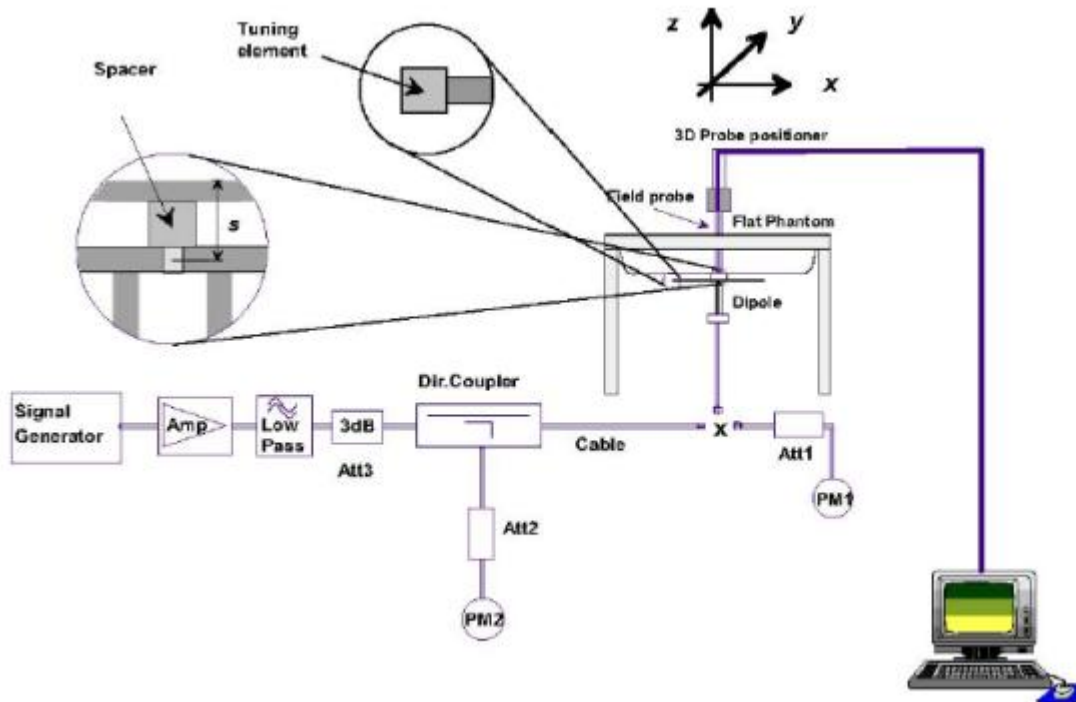 Tuning
element
Spacer
s
z
y
x
3D Probe positioner
Field probe
Flat Phantom
Dipole
Dir.Coupler
Signal
Generator
Amp
Low
Pass
3dB
Att3
Cable
x
Att1
PM1
Att2
PM2